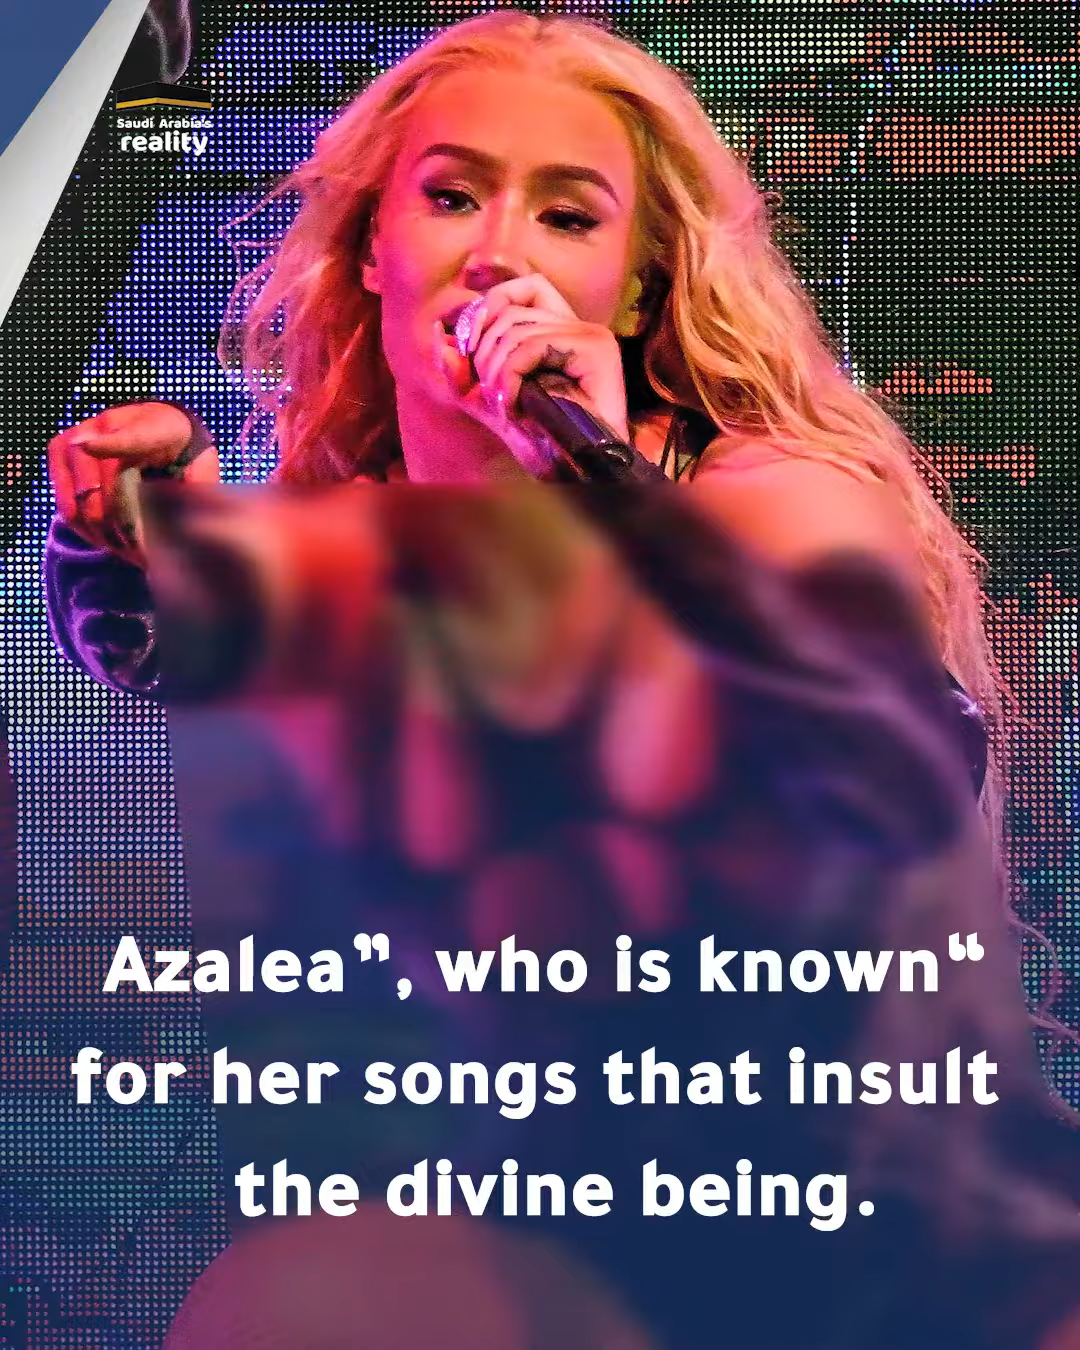 Saudi Arabia's
reality
Azalea”, who is known“
for her songs that insult
the divine being.